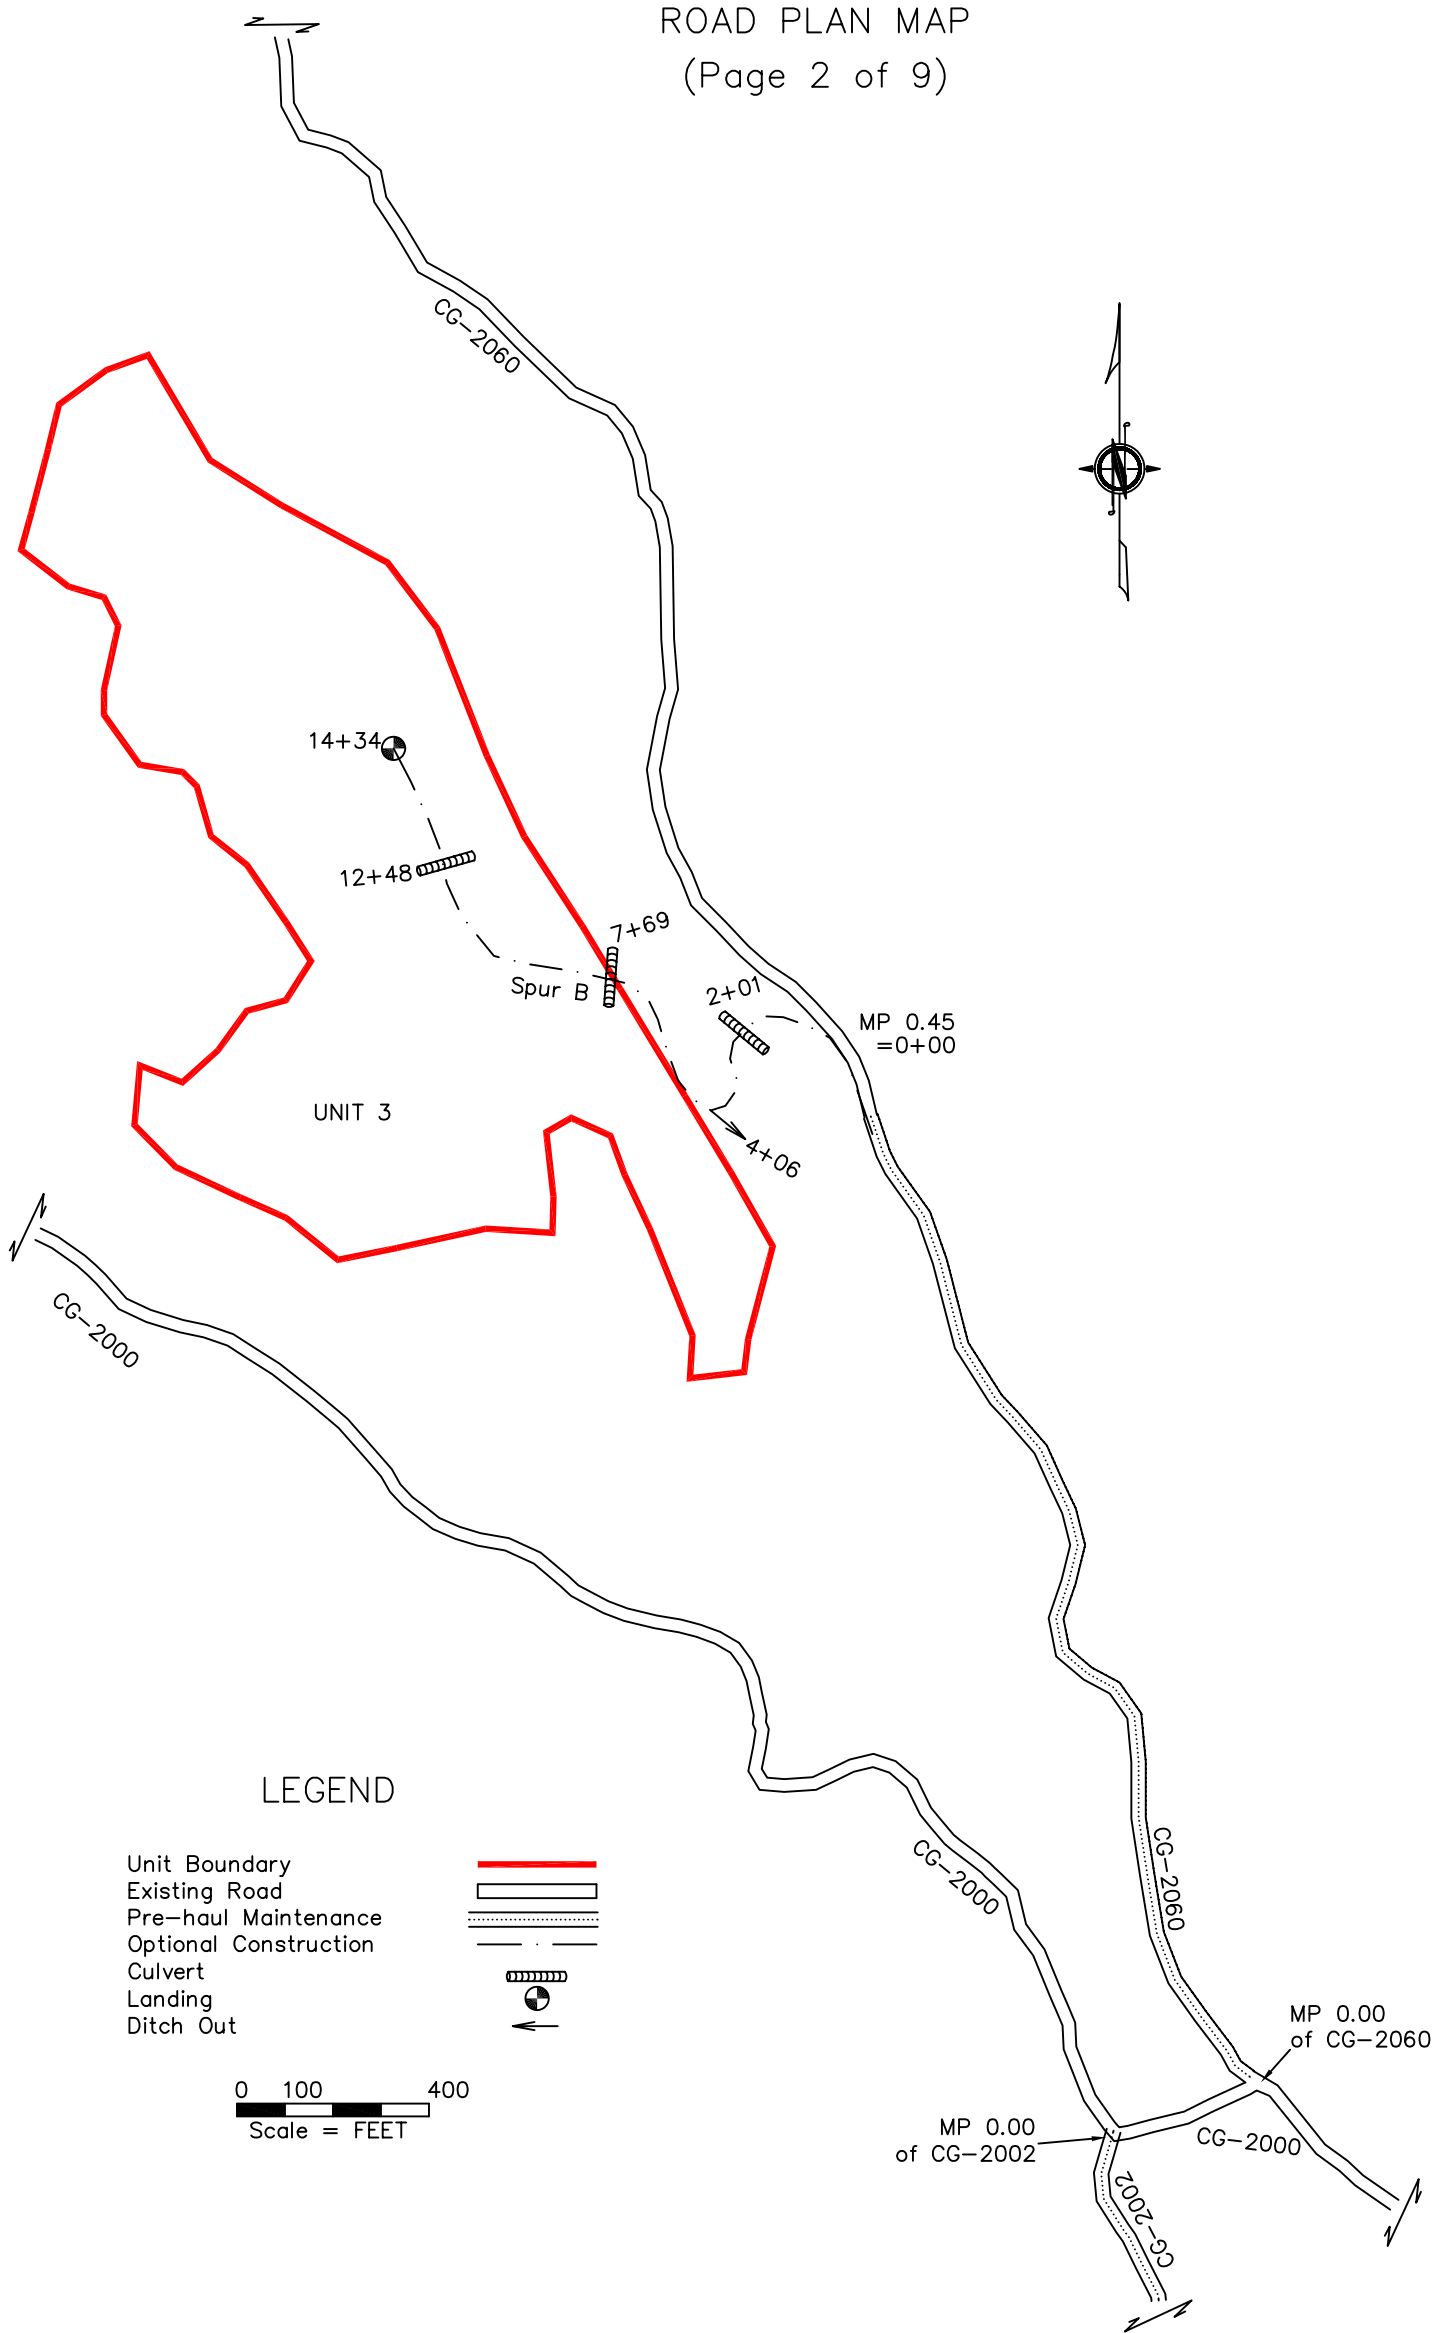 ROAD PLAN MAP
(Page 2 of 9)
CG-2060
14+34
12+48
7+69
Spur B
2+01
MP 0.45
=0+00
4+06
UNIT 3
CG-2000
LEGEND
Unit Boundary
Existing Road
Pre-haul Maintenance
Optional Construction
Culvert
Landing
Ditch Out
0 100 400
Scale = FEET
CG-2000
CG-2060
MP 0.00
of CG-2060
MP 0.00
of CG-2002
CG-2000
CG-2002